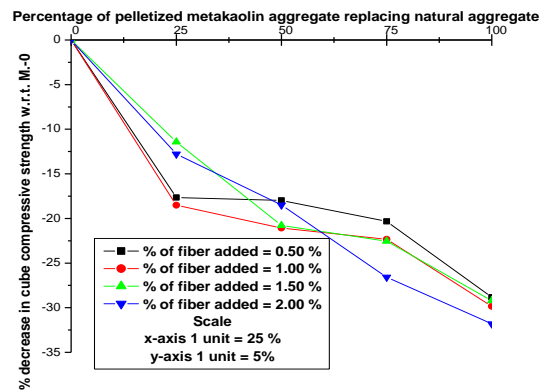 Percentage of pelletized metakaolin aggregate replacing natural aggregate
0 25 50 75 100
0
-5
-10
-15
-20
-25
-30
-35
% decrease in cube compressive strength w.r.t. M.-0
% of fiber added = 0.50 %
% of fiber added = 1.00 %
% of fiber added = 1.50 %
% of fiber added = 2.00 %
Scale
x-axis 1 unit = 25 %
y-axis 1 unit = 5%